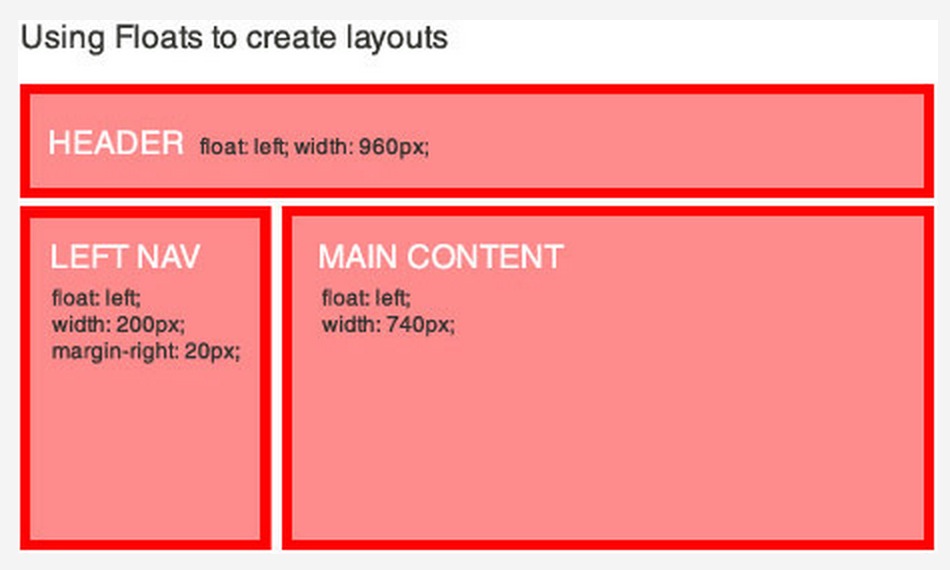 Using Floats to create layouts
HEADER float: left; width: 960px;
LEFT NAV
float: left;
width: 200px;
margin-right: 20px;
MAIN CONTENT
float: left;
width: 740px;